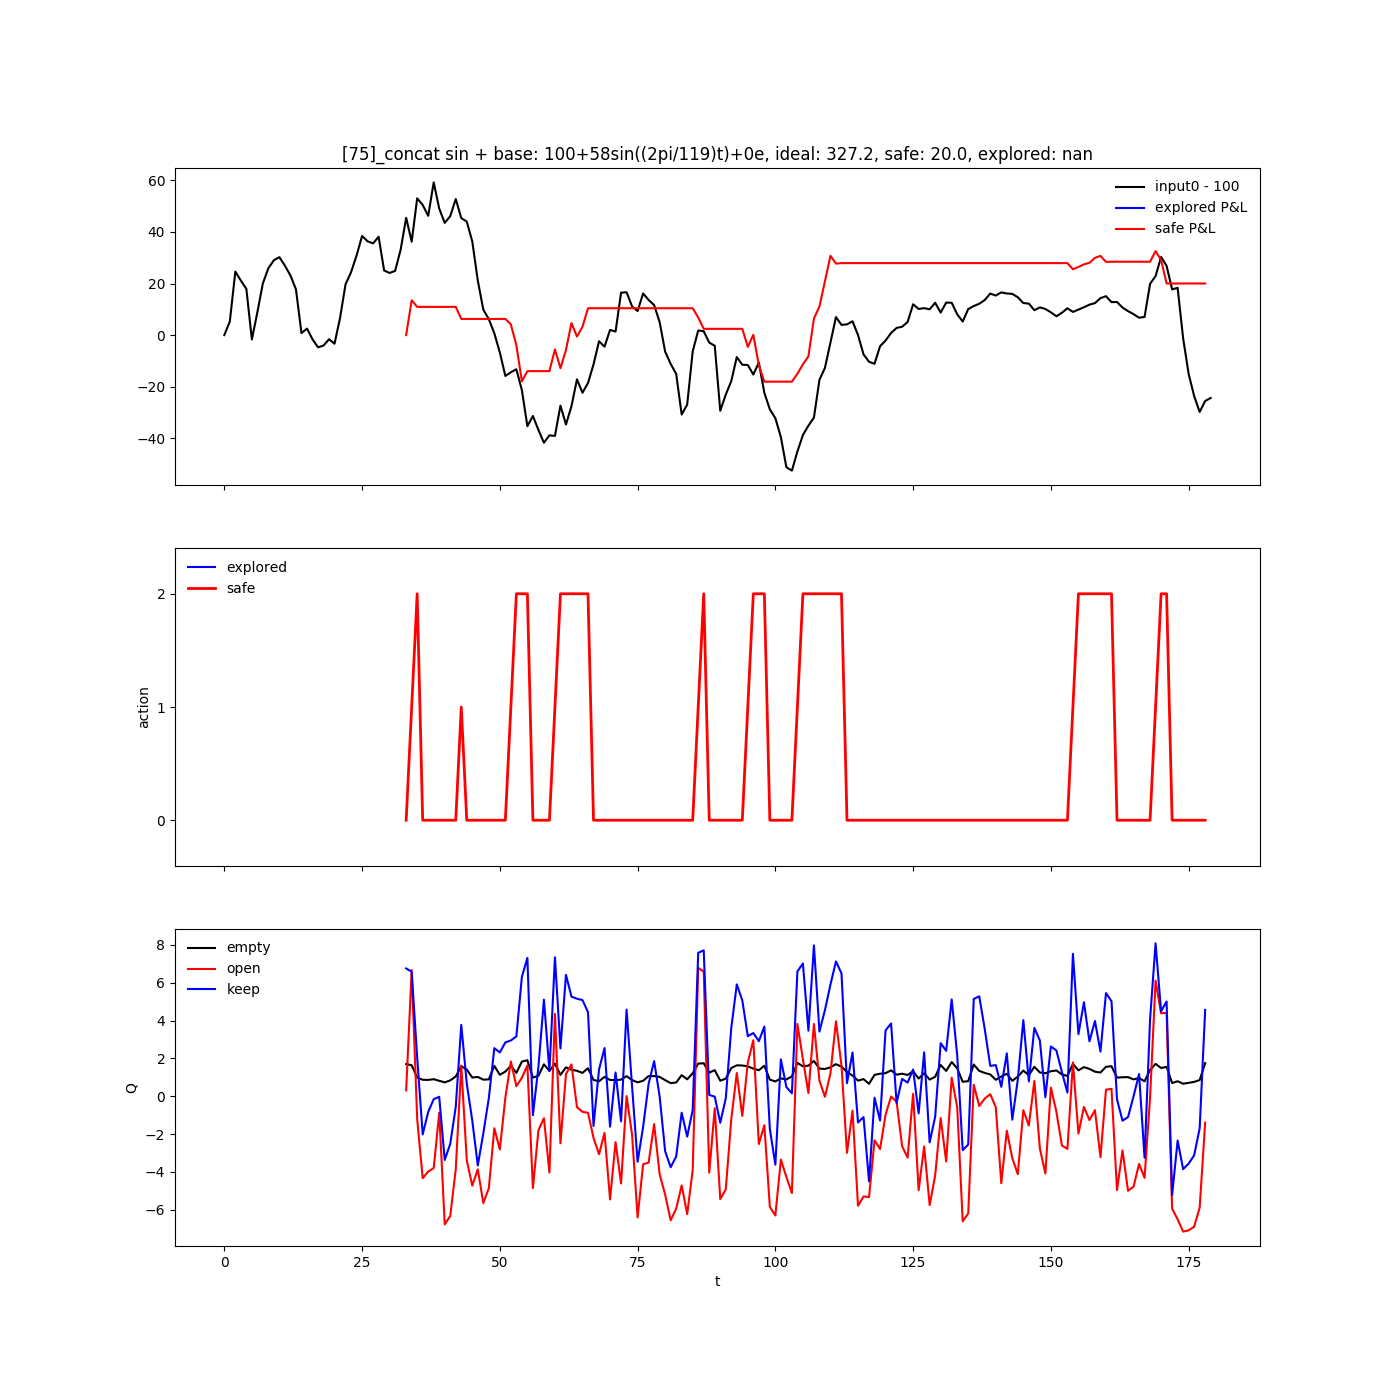 [75]_concat sin + base: 100+58sin((2pi/119)t)+0e, ideal: 327.2, safe: 20.0, explored: nan
60
40
20
0
−20
−40
input0 - 100
explored P&L
safe P&L
action
2
1
0
explored
safe
Q
8
6
4
2
0
−2
−4
−6
empty
open
keep
0 25 50 75 100 125 150 175
t